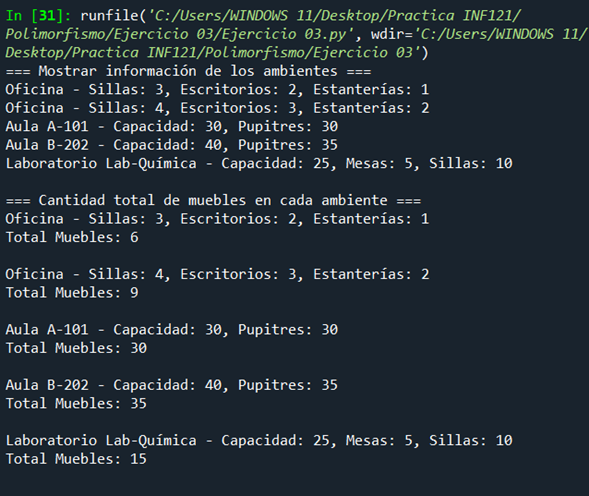 In [31]: runfile('C:/Users/WINDOWS 11/Desktop/Practica INF121/
Polimorfismo/Ejercicio 03/Ejercicio 03.py', wdir='C:/Users/WINDOWS 11/
Desktop/Practica INF121/Polimorfismo/Ejercicio 03')
=== Mostrar información de los ambientes ===
Oficina - Sillas: 3, Escritorios: 2, Estanterías: 1
Oficina - Sillas: 4, Escritorios: 3, Estanterías: 2
Aula A-101 - Capacidad: 30, Pupitres: 30
Aula B-202 - Capacidad: 40, Pupitres: 35
Laboratorio Lab-Química - Capacidad: 25, Mesas: 5, Sillas: 10
=== Cantidad total de muebles en cada ambiente ===
Oficina - Sillas: 3, Escritorios: 2, Estanterías: 1
Total Muebles: 6
Oficina - Sillas: 4, Escritorios: 3, Estanterías: 2
Total Muebles: 9
Aula A-101 - Capacidad: 30, Pupitres: 30
Total Muebles: 30
Aula B-202 - Capacidad: 40, Pupitres: 35
Total Muebles: 35
Laboratorio Lab-Química - Capacidad: 25, Mesas: 5, Sillas: 10
Total Muebles: 15